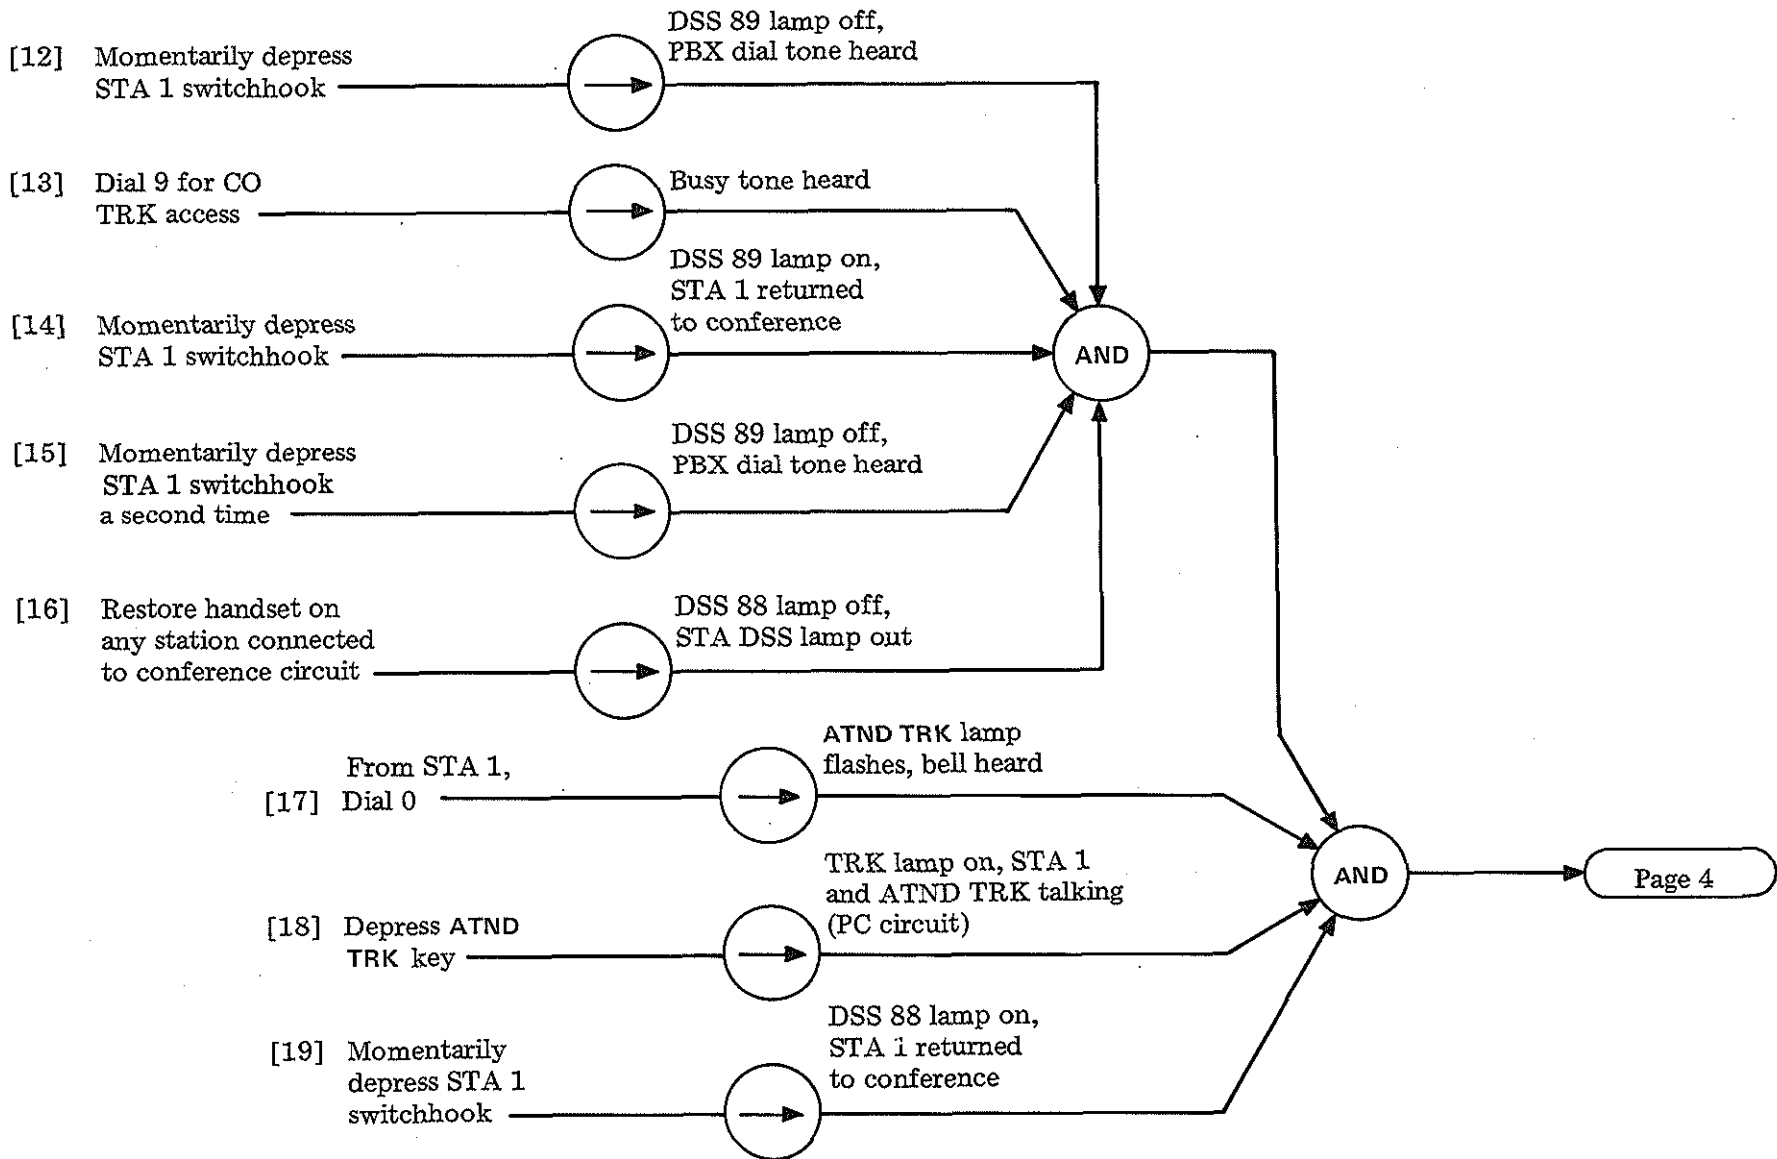 [12] Momentarily depress
STA 1 switchhook
DSS 89 lamp off,
PBX dial tone heard
[13] Dial 9 for CO
TRK access
Busy tone heard
[14] Momentarily depress
STA 1 switchhook
DSS 89 lamp on,
STA 1 returned
to conference
AND
[15] Momentarily depress
STA 1 switchhook
a second time
DSS 89 lamp off,
PBX dial tone heard
[16] Restore handset on
any station connected
to conference circuit
DSS 88 lamp off,
STA DSS lamp out
From STA 1,
[17] Dial 0
ATND TRK lamp
flashes, bell heard
[18] Depress ATND
TRK key
TRK lamp on, STA 1
and ATND TRK talking
(PC circuit)
AND
Page 4
[19] Momentarily
depress STA 1
switchhook
DSS 88 lamp on,
STA 1 returned
to conference